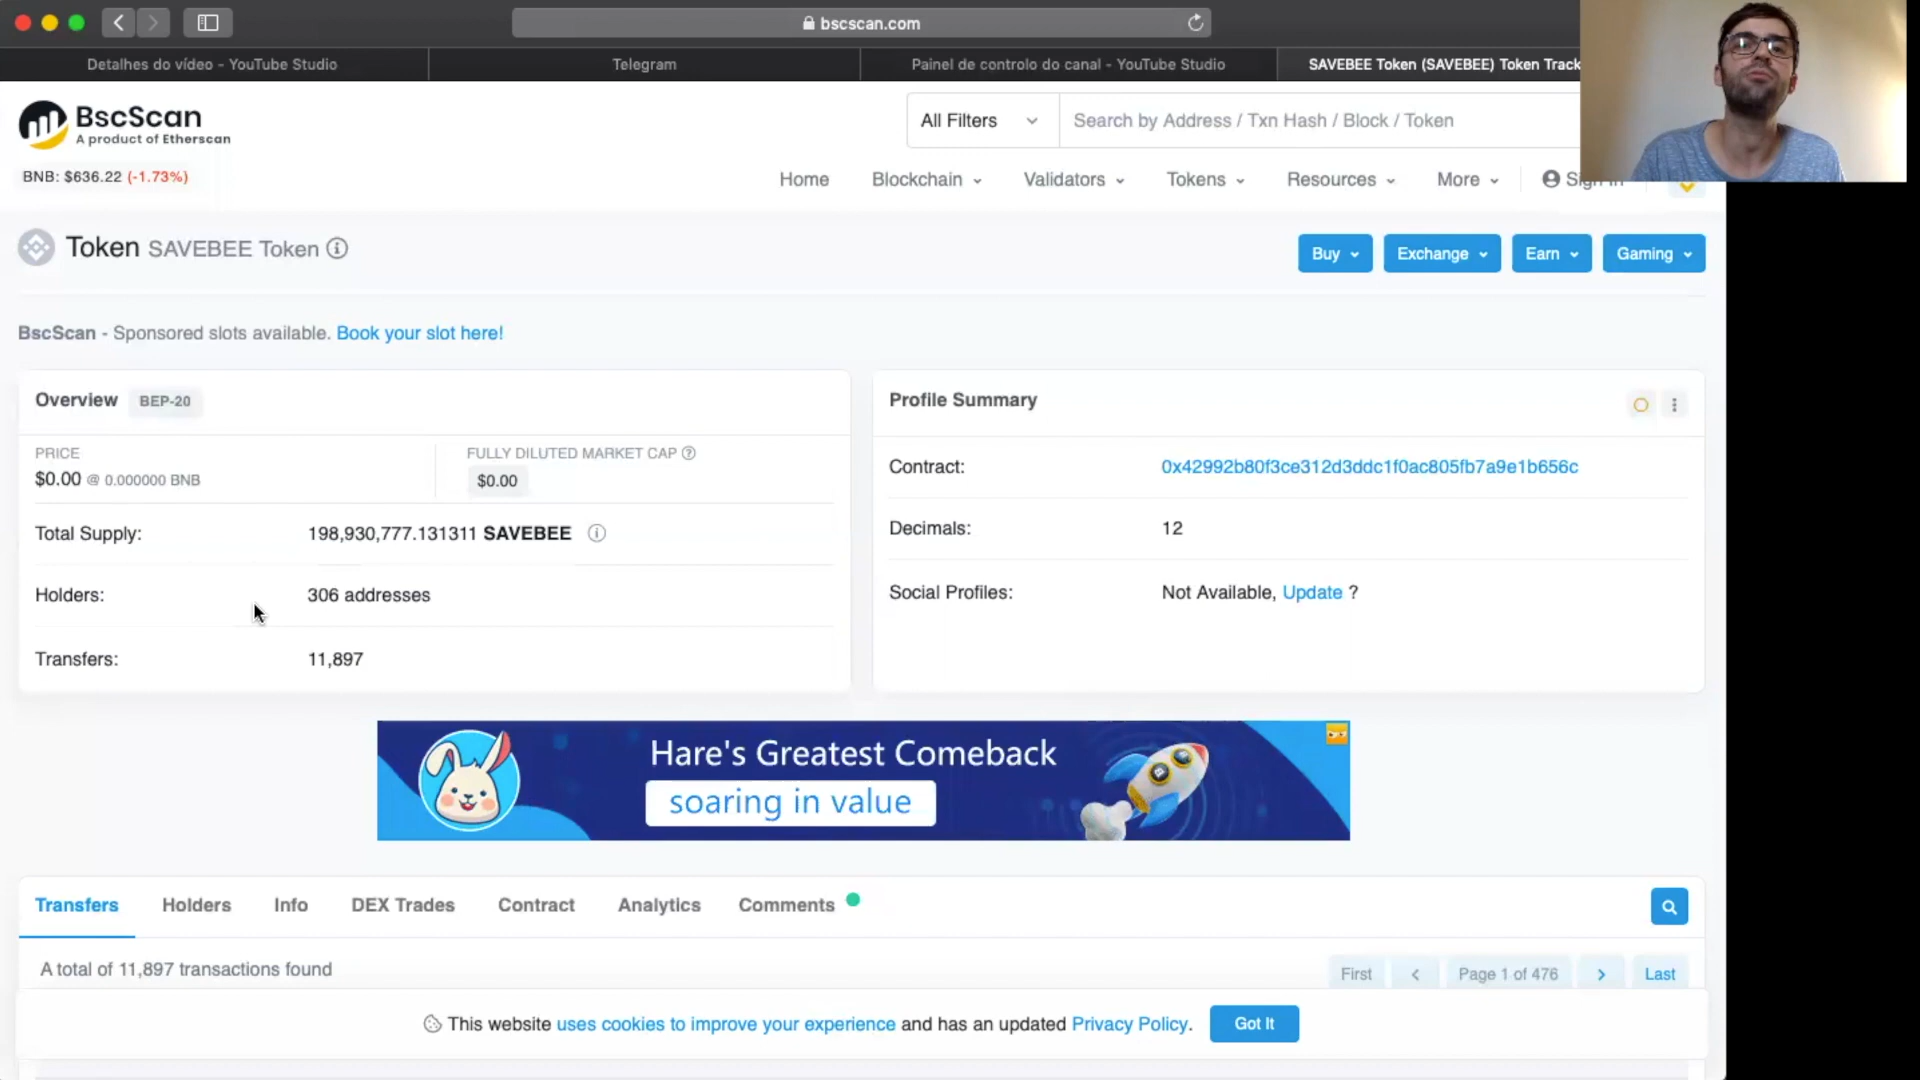 bscscan.com
Detalhes do vídeo - YouTube Studio
Telegram
Painel de controlo do canal - YouTube Studio
SAVEBEE Token (SAVEBEE) Token Track
BscScan
A product of Etherscan
All Filters
Search by Address / Txn Hash / Block / Token
BNB: $636.22 (-1.73%)
Home
Blockchain
Validators
Tokens
Resources
More
Sign In
Token SAVEBEE Token
Buy
Exchange
Earn
Gaming
BscScan - Sponsored slots available. Book your slot here!
Overview BEP-20
PRICE
$0.00 @ 0.000000 BNB
FULLY DILUTED MARKET CAP
$0.00
Total Supply: 198,930,777.131311 SAVEBEE
Holders: 306 addresses
Transfers: 11,897
Profile Summary
Contract: 0x42992b80f3ce312d3ddc1f0ac805fb7a9e1b656c
Decimals: 12
Social Profiles: Not Available, Update ?
Hare's Greatest Comeback
soaring in value
Transfers
Holders
Info
DEX Trades
Contract
Analytics
Comments
A total of 11,897 transactions found
First
Page 1 of 476
Last
This website uses cookies to improve your experience and has an updated Privacy Policy.
Got It